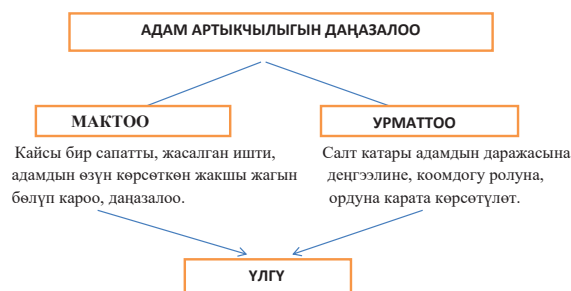 АДАМ АРТЫКЧЫЛЫГЫН ДАҢАЗАЛОО
МАКТОО
Кайсы бир сапатты, жасалган ишти,
адамдын өзүн көрсөткөн жакшы жагын
бөлүп кароо, даңазалоо.
УРМАТТОО
Салт катары адамдын даражасына
деңгээлине, коомдогу ролуна,
ордуна карата көрсөтүлөт.
ҮЛГҮ